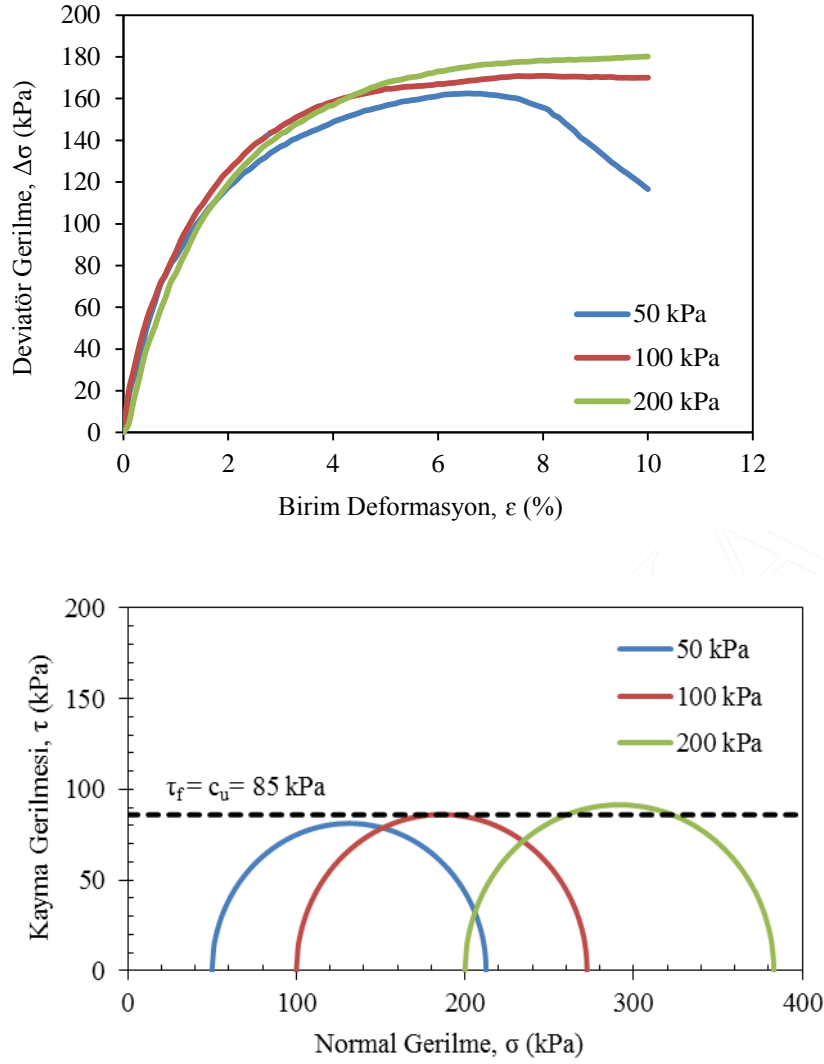 200
180
160
140
120
100
80
60
40
20
0
Deviatör Gerilme, Δσ (kPa)
50 kPa
100 kPa
200 kPa
0 2 4 6 8 10 12
Birim Deformasyon, ε (%)
200
150
100
50
0
Kayma Gerilmesi, τ (kPa)
50 kPa
100 kPa
200 kPa
τf = cu= 85 kPa
0 100 200 300 400
Normal Gerilme, σ (kPa)